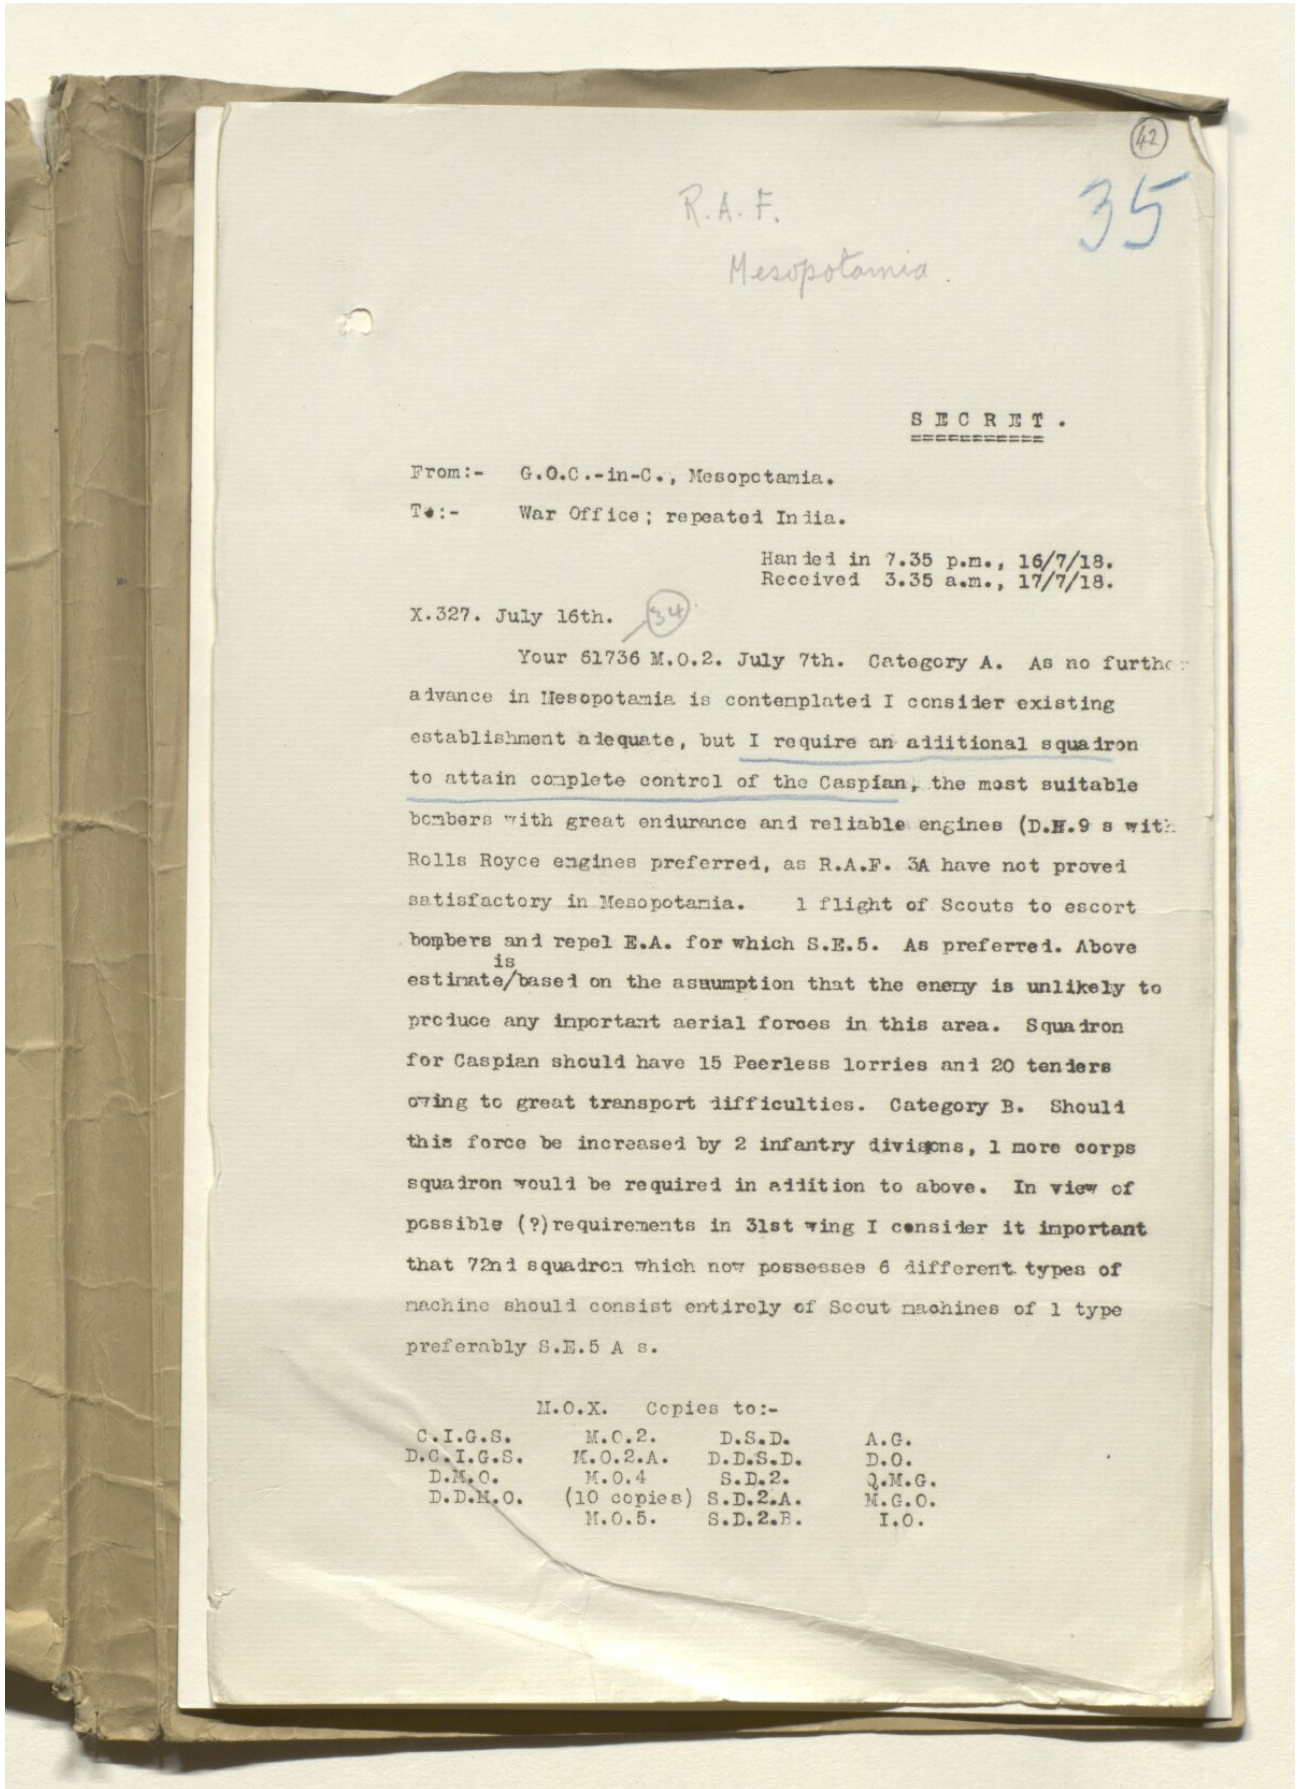 42
35
R.A.F.
Mesopotamia.
SECRET.
===========
From:- G.O.C.-in-C., Mesopotamia.
To:- War Office; repeated India.
Handed in 7.35 p.m., 16/7/18.
Received 3.35 a.m., 17/7/18.
X.327. July 16th.
34
Your 61736 M.O.2. July 7th. Category A. As no further
advance in Mesopotamia is contemplated I consider existing
establishment adequate, but I require an additional squadron
to attain complete control of the Caspian, the most suitable
bombers with great endurance and reliable engines (D.H.9 s with
Rolls Royce engines preferred, as R.A.F. 3A have not proved
satisfactory in Mesopotamia. 1 flight of Scouts to escort
bombers and repel E.A. for which S.E.5. As preferred. Above
is
estimate/based on the assumption that the enemy is unlikely to
produce any important aerial forces in this area. Squadron
for Caspian should have 15 Peerless lorries and 20 tenders
owing to great transport difficulties. Category B. Should
this force be increased by 2 infantry divisons, 1 more corps
squadron would be required in addition to above. In view of
possible (?)requirements in 31st wing I consider it important
that 72nd squadron which now possesses 6 different types of
machine should consist entirely of Scout machines of 1 type
preferably S.E.5 A s.
M.O.X. Copies to:-
C.I.G.S. M.O.2. D.S.D. A.G.
D.C.I.G.S. M.O.2.A. D.D.S.D. D.O.
D.M.O. M.O.4 S.D.2. Q.M.G.
D.D.M.O. (10 copies) S.D.2.A. M.G.O.
M.O.5. S.D.2.B. I.O.